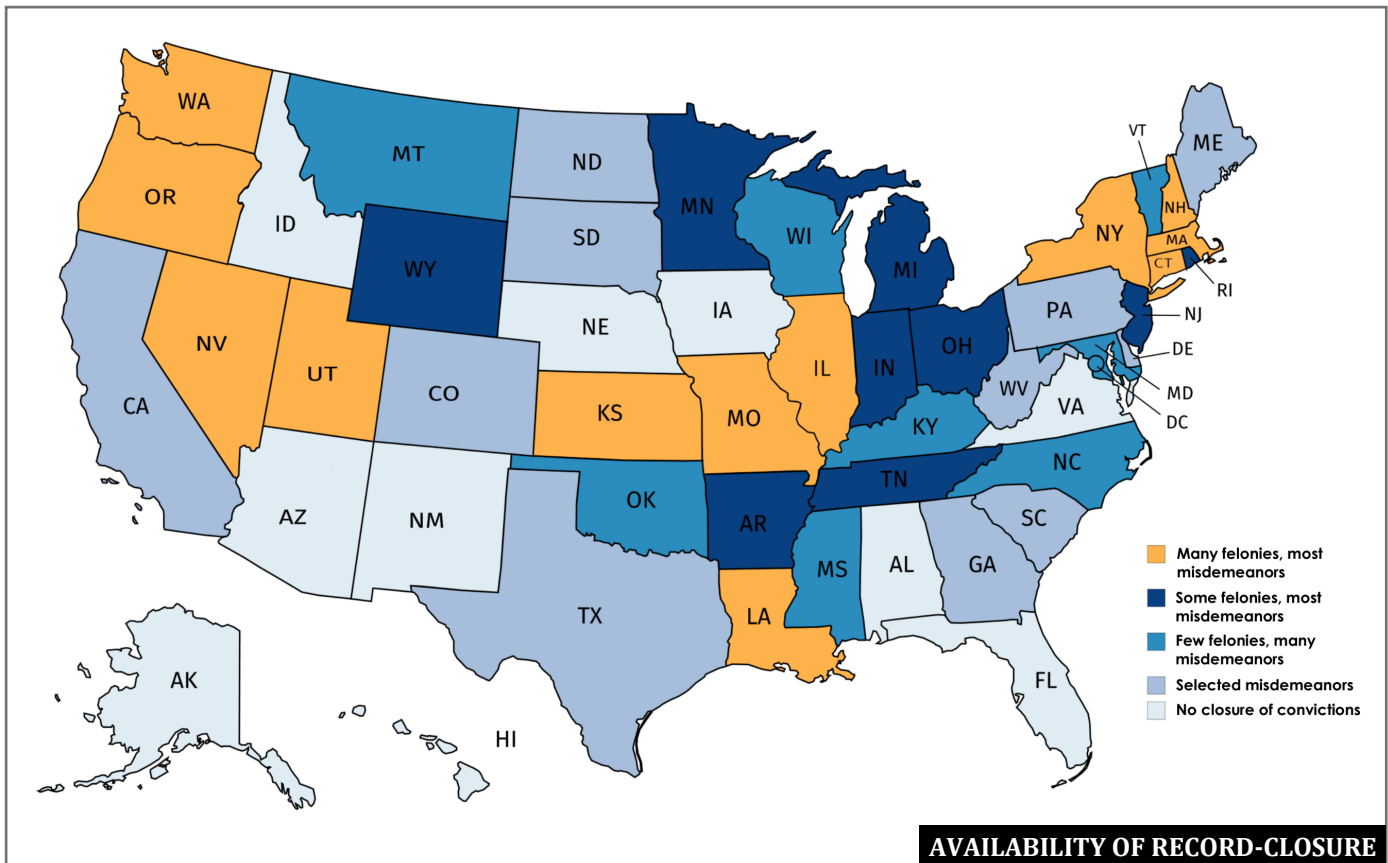 WA
MT
ND
MN
VT
ME
OR
ID
SD
WI
NY
NH
MA
WY
MI
CT
RI
IA
PA
NJ
NE
NV
OH
DE
UT
IL
IN
CO
WV
MD
CA
KS
MO
VA
DC
KY
NC
OK
TN
AZ
NM
AR
SC
MS
AL
GA
TX
LA
AK
FL
HI
Many felonies, most
misdemeanors
Some felonies, most
misdemeanors
Few felonies, many
misdemeanors
Selected misdemeanors
No closure of convictions
AVAILABILITY OF RECORD-CLOSURE